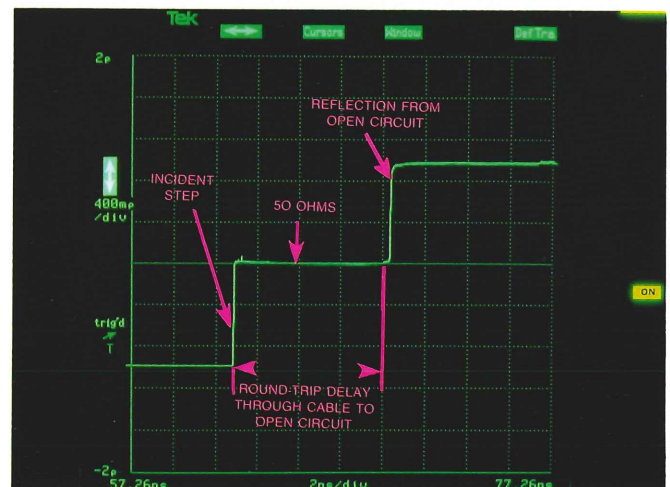 Tek
Cursors Window Def Tra
2ρ
REFLECTION FROM
OPEN CIRCUIT
INCIDENT
STEP
50 OHMS
400mρ
/div
ON
trig'd
T
ROUND-TRIP DELAY
THROUGH CABLE TO
OPEN CIRCUIT
-2ρ
57.26ns 2ns/div 77.26ns